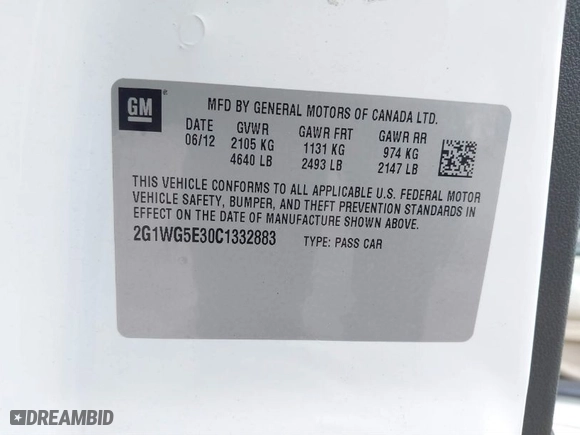 GM ®
MFD BY GENERAL MOTORS OF CANADA LTD.
DATE GVWR GAWR FRT GAWR RR
06/12 2105 KG 1131 KG 974 KG
4640 LB 2493 LB 2147 LB
THIS VEHICLE CONFORMS TO ALL APPLICABLE U.S. FEDERAL MOTOR
VEHICLE SAFETY, BUMPER, AND THEFT PREVENTION STANDARDS IN
EFFECT ON THE DATE OF MANUFACTURE SHOWN ABOVE.
2G1WG5E30C1332883 TYPE: PASS CAR
DREAMBID